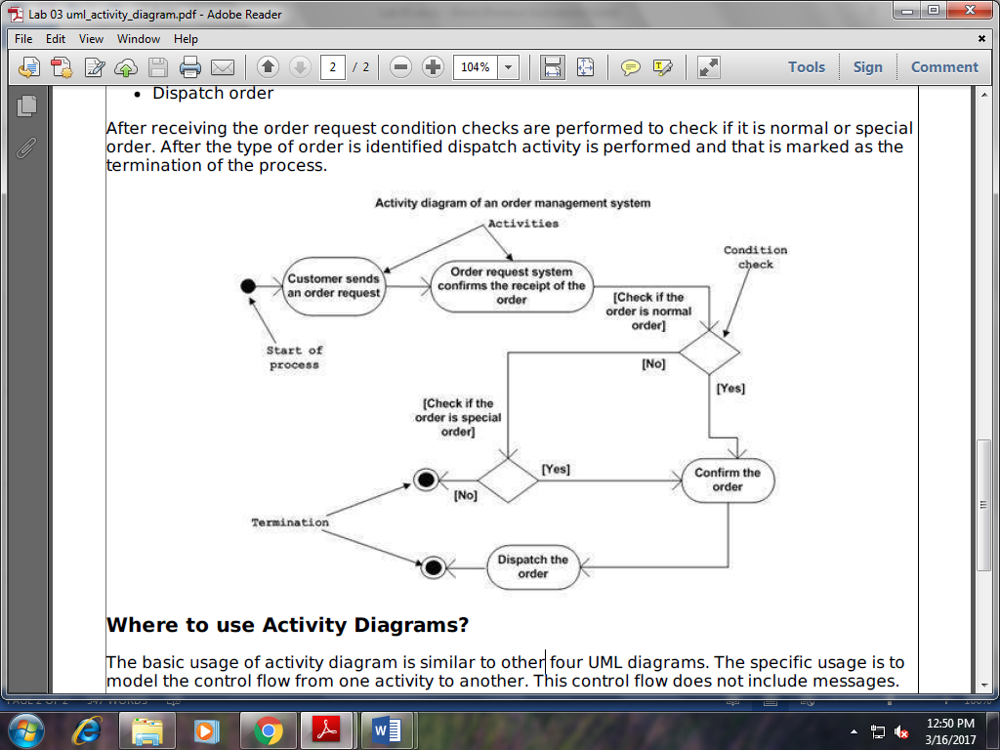 Lab 03 uml_activity_diagram.pdf - Adobe Reader
File Edit View Window Help
2 / 2 104% Tools Sign Comment
• Dispatch order
After receiving the order request condition checks are performed to check if it is normal or special
order. After the type of order is identified dispatch activity is performed and that is marked as the
termination of the process.
Activity diagram of an order management system
Activities
Condition
check
Customer sends
an order request
Order request system
confirms the receipt of the
order
[Check if the
order is normal
order]
Start of
process
[No]
[Yes]
[Check if the
order is special
order]
[Yes]
[No]
Confirm the
order
Termination
Dispatch the
order
Where to use Activity Diagrams?
The basic usage of activity diagram is similar to other four UML diagrams. The specific usage is to
model the control flow from one activity to another. This control flow does not include messages.
12:50 PM
3/16/2017